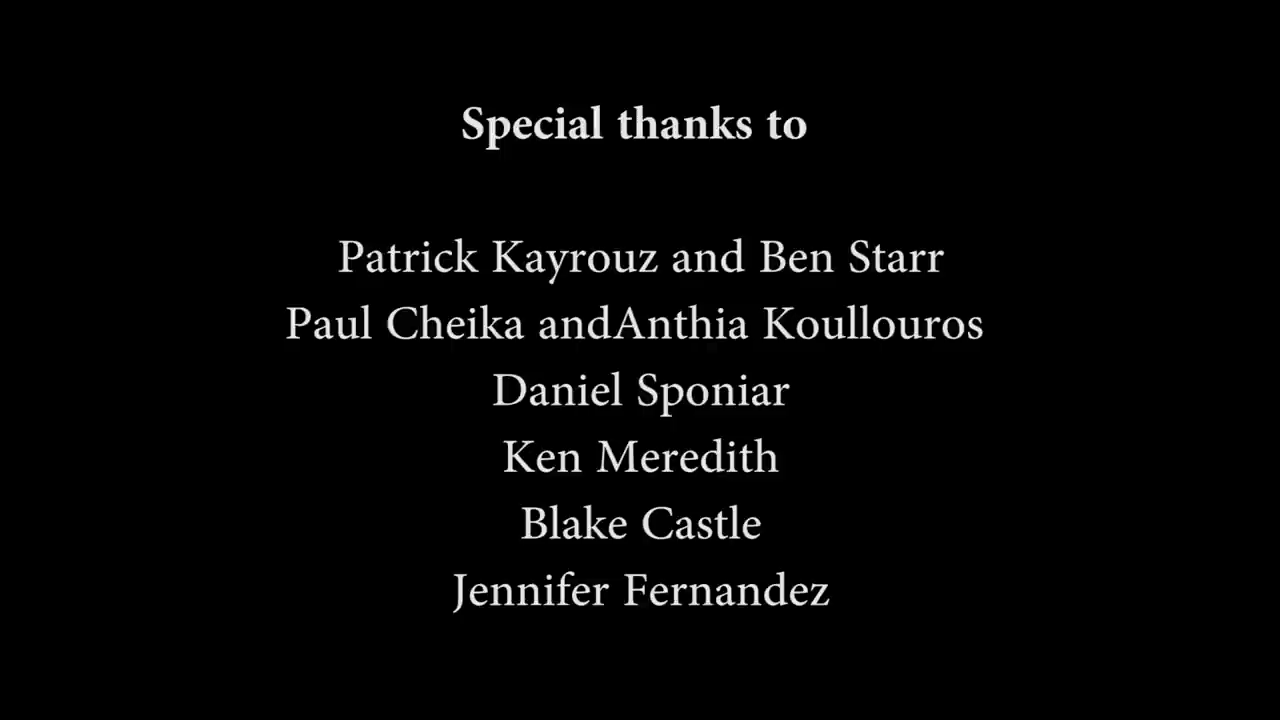 Special thanks to
Patrick Kayrouz and Ben Starr
Paul Cheika andAnthia Koullouros
Daniel Sponiar
Ken Meredith
Blake Castle
Jennifer Fernandez